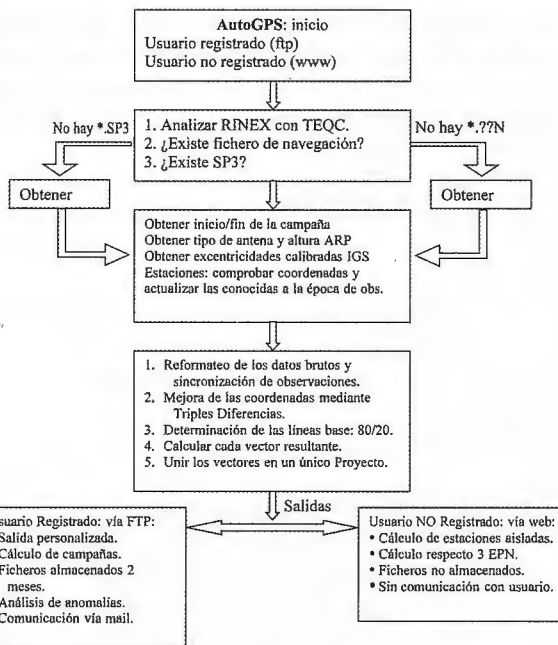 AutoGPS: inicio
Usuario registrado (ftp)
Usuario no registrado (www)
No hay *.SP3
1. Analizar RINEX con TEQC.
2. ¿Existe fichero de navegación?
3. ¿Existe SP3?
No hay *.??N
Obtener
Obtener
Obtener inicio/fin de la campaña
Obtener tipo de antena y altura ARP
Obtener excentricidades calibradas IGS
Estaciones: comprobar coordenadas y
actualizar las conocidas a la época de obs.
1. Reformateo de los datos brutos y
sincronización de observaciones.
2. Mejora de las coordenadas mediante
Triples Diferencias.
3. Determinación de las líneas base: 80/20.
4. Calcular cada vector resultante.
5. Unir los vectores en un único Proyecto.
Salidas
suario Registrado: vía FTP:
Salida personalizada.
Cálculo de campañas.
Ficheros almacenados 2
meses.
Análisis de anomalías.
Comunicación vía mail.
Usuario NO Registrado: vía web:
• Cálculo de estaciones aisladas.
• Cálculo respecto 3 EPN.
• Ficheros no almacenados.
• Sin comunicación con usuario.